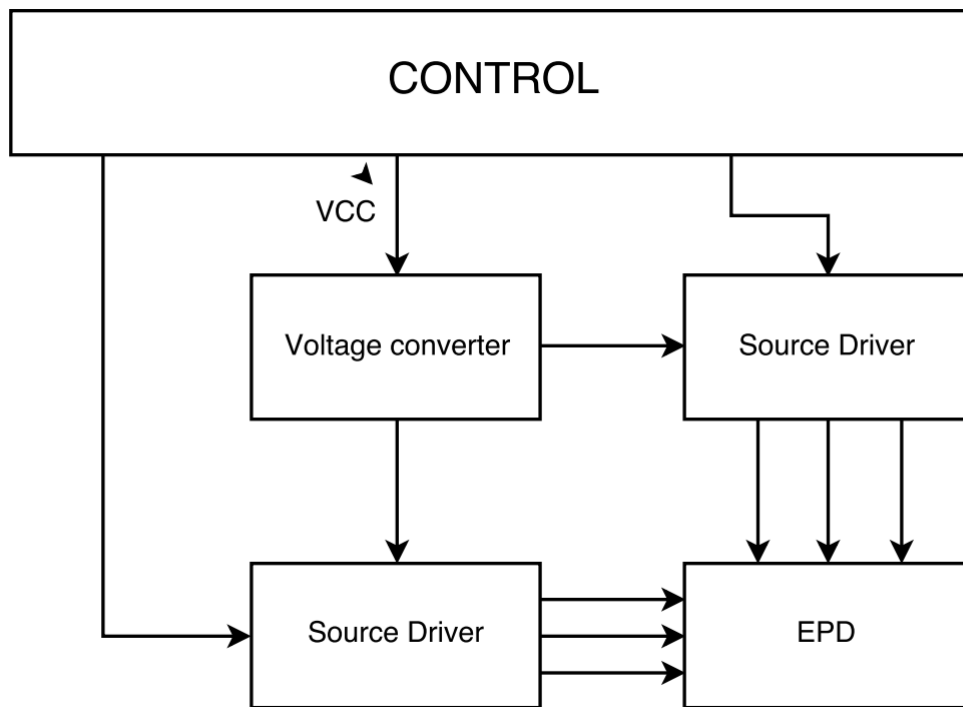 CONTROL
VCC
Voltage converter
Source Driver
Source Driver
EPD